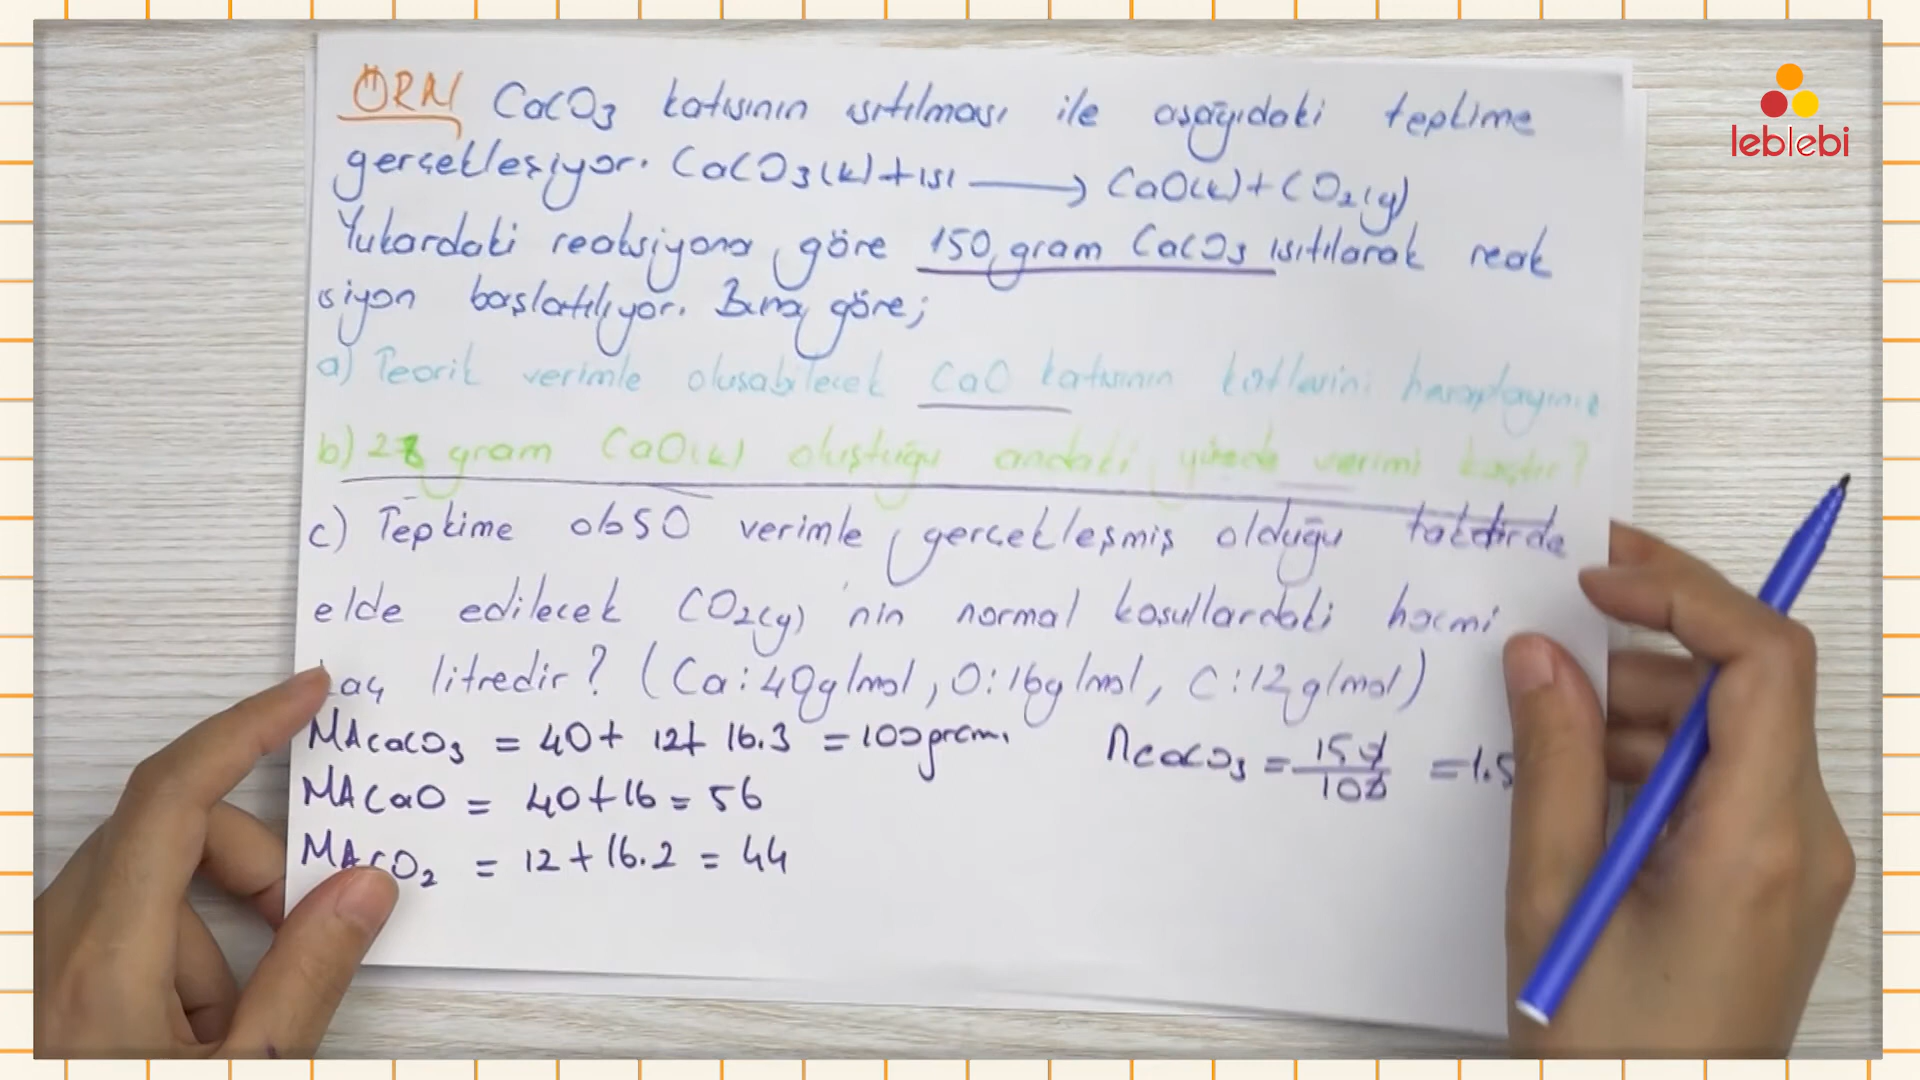 ÖRN CaCO3 katısının ısıtılması ile aşağıdaki tepkime
gerçekleşiyor. CaCO3(k)+ısı ⟶ CaO(k)+CO2(g)
Yukardaki reaksiyona göre 150 gram CaCO3 ısıtılarak reak
siyon başlatılıyor. Buna göre;
a) Teorik verimle oluşabilecek CaO katısının kütlesini hesaplayınız
b) 28 gram CaO(k) oluştuğu andaki yüzde verimi kaçtır?
c) Tepkime %50 verimle gerçekleşmiş olduğu takdirde
elde edilecek CO2(g) 'nin normal koşullardaki hacmi
kaç litredir? (Ca:40g/mol, O:16g/mol, C:12g/mol)
MACaCO3 = 40+ 12+ 16.3 = 100gram.
nCaCO3 = 150/100 = 1.5
MACaO = 40+16 = 56
MACO2 = 12+16.2 = 44
leblebi